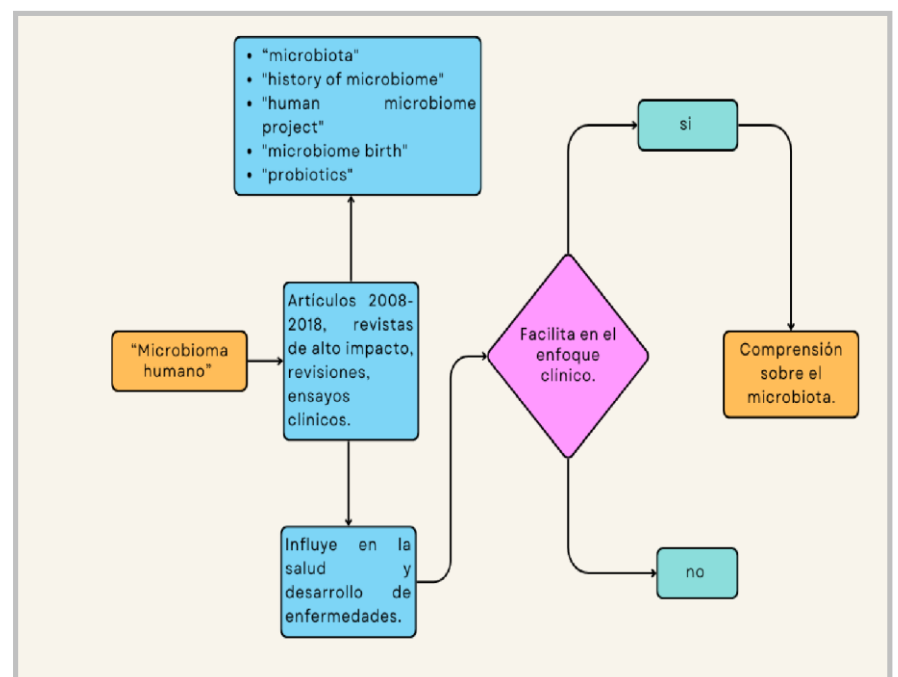 • "microbiota"
• "history of microbiome"
• "human microbiome
project"
• "microbiome birth"
• "probiotics"
"Microbioma
humano"
Artículos 2008-
2018, revistas
de alto impacto,
revisiones,
ensayos
clinicos.
Influye en la
salud y
desarrollo de
enfermedades.
Facilita en el
enfoque
clínico.
si
Comprensión
sobre el
microbiota.
no